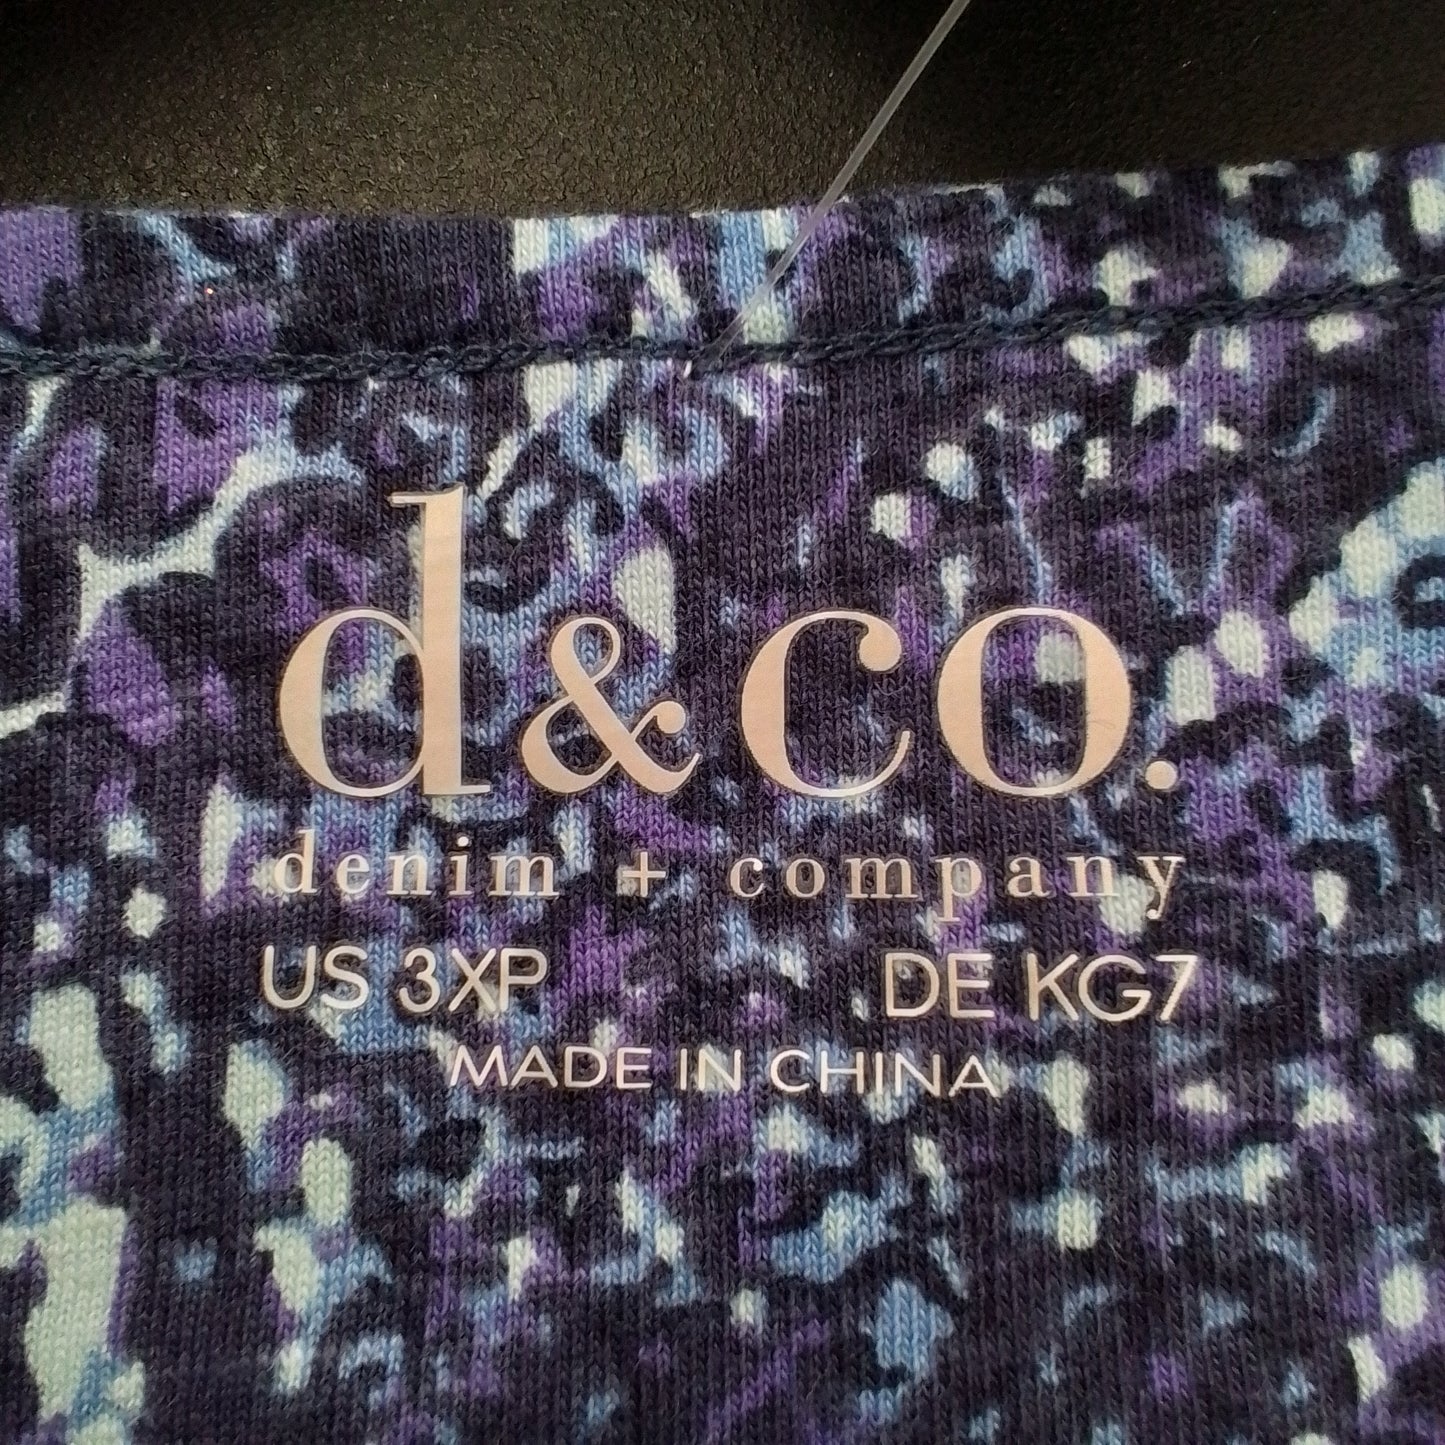 d&co.
denim + company
US 3XP DE KG7
MADE IN CHINA